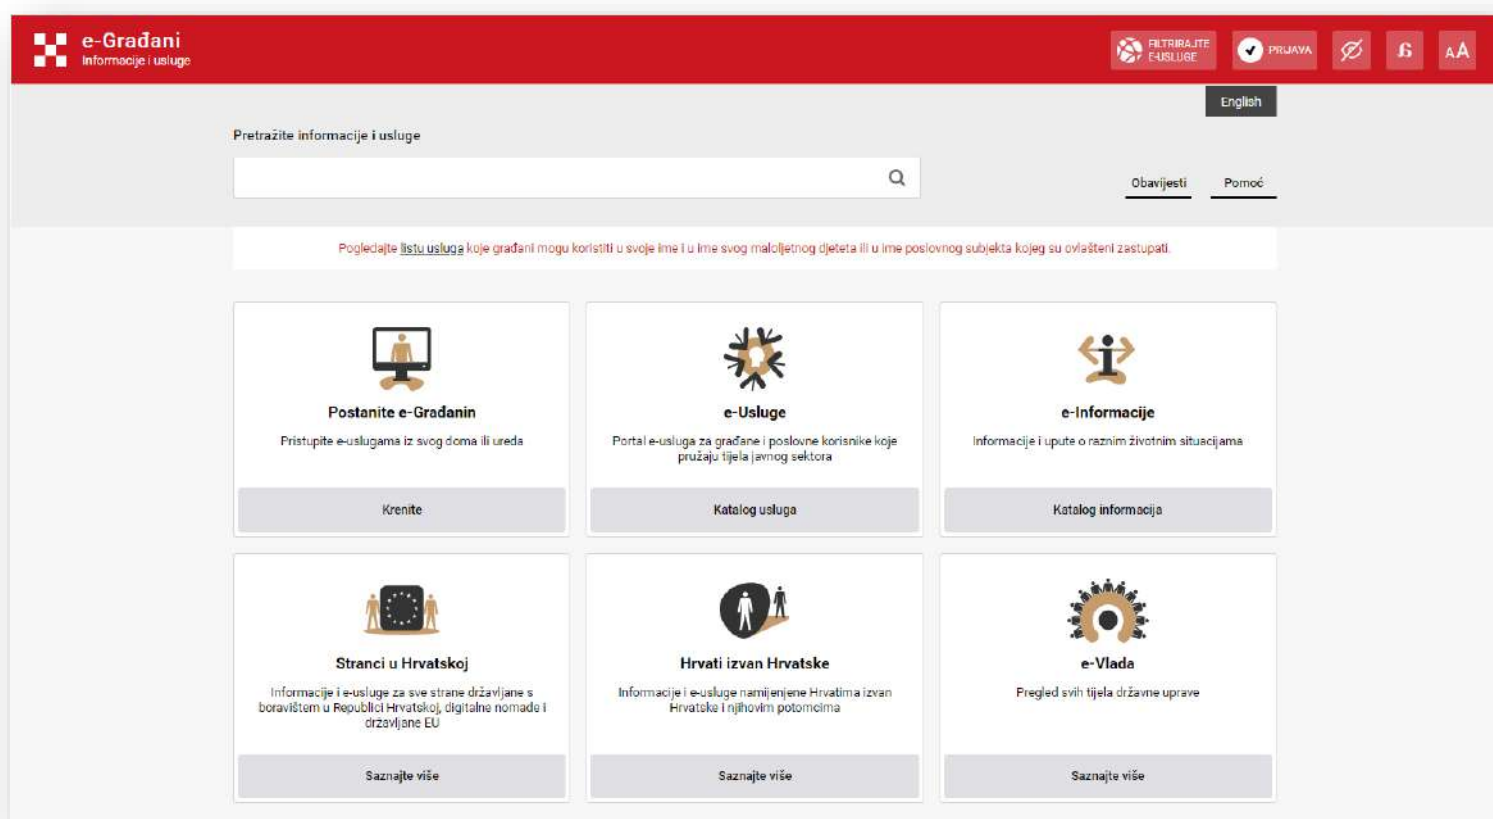 e-Građani
Informacije i usluge
FILTRIRAJTE
E-USLUGE
PRIJAVA
AA
English
Pretražite informacije i usluge
Obavijesti
Pomoć
Pogledajte listu usluga koje građani mogu koristiti u svoje ime i u ime svog maloljetnog djeteta ili u ime poslovnog subjekta kojeg su ovlašteni zastupati.
Postanite e-Građanin
Pristupite e-uslugama iz svog doma ili ureda
Krenite
e-Usluge
Portal e-usluga za građane i poslovne korisnike koje
pružaju tijela javnog sektora
Katalog usluga
e-Informacije
Informacije i upute o raznim životnim situacijama
Katalog informacija
Stranci u Hrvatskoj
Informacije i e-usluge za sve strane državljane s
boravištem u Republici Hrvatskoj, digitalne nomade i
državljane EU
Saznajte više
Hrvati izvan Hrvatske
Informacije i e-usluge namijenjene Hrvatima izvan
Hrvatske i njihovim potomcima
Saznajte više
e-Vlada
Pregled svih tijela državne uprave
Saznajte više